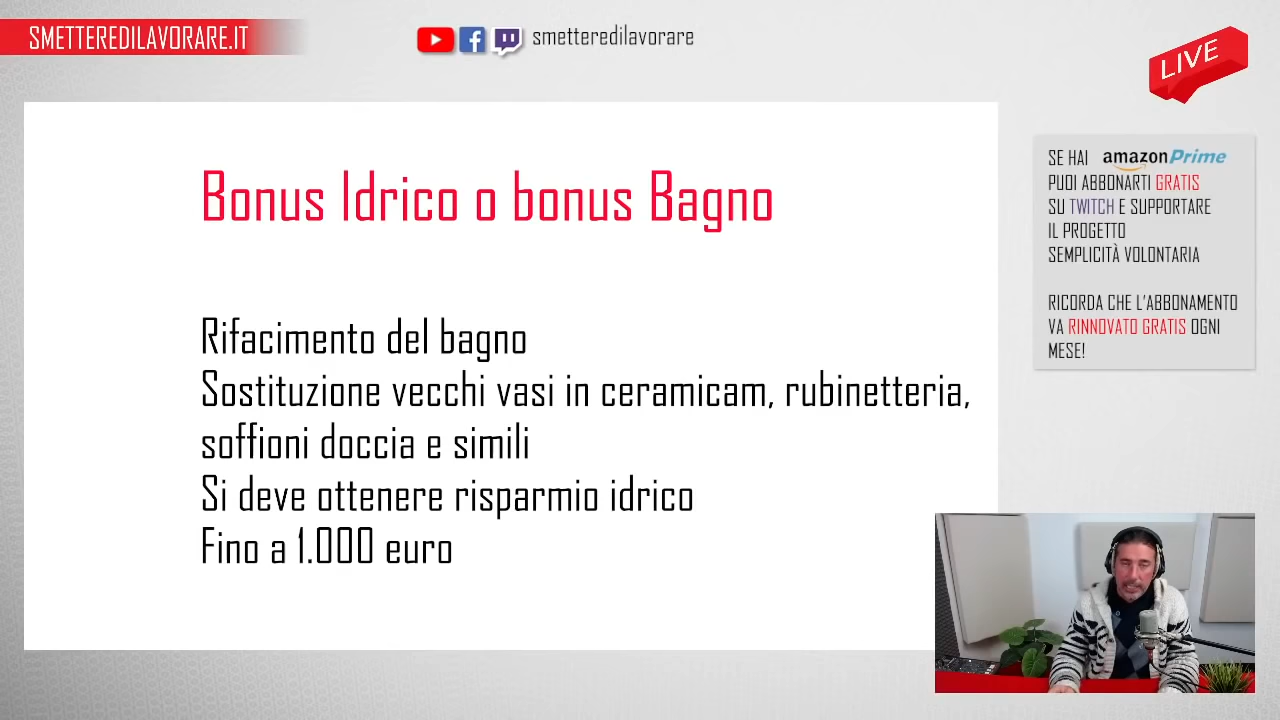 SMETTEREDILAVORARE.IT
smetteredilavorare
LIVE
Bonus Idrico o bonus Bagno
Rifacimento del bagno
Sostituzione vecchi vasi in ceramicam, rubinetteria,
soffioni doccia e simili
Si deve ottenere risparmio idrico
Fino a 1.000 euro
SE HAI amazonPrime
PUOI ABBONARTI GRATIS
SU TWITCH E SUPPORTARE
IL PROGETTO
SEMPLICITÀ VOLONTARIA
RICORDA CHE L'ABBONAMENTO
VA RINNOVATO GRATIS OGNI
MESE!